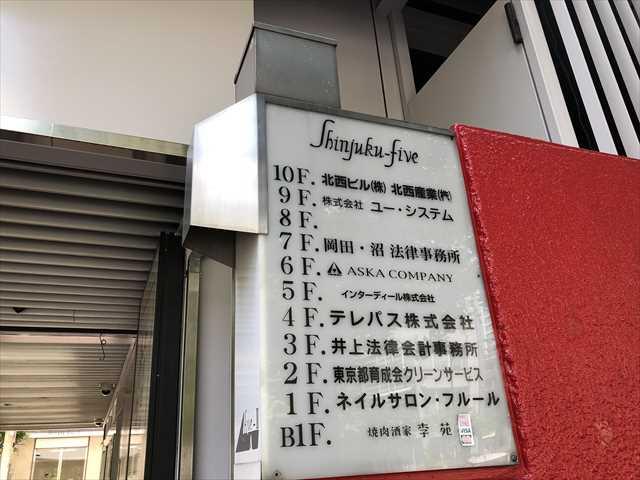 Shinjuku-five
10F. 北西ビル(株) 北西産業(株)
9F. 株式会社 ユー・システム
8F.
7F. 岡田・沼 法律事務所
6F. ASKA COMPANY
5F. インターディール株式会社
4F. テレパス株式会社
3F. 井上法律会計事務所
2F. 東京都育成会クリーンサービス
1F. ネイルサロン・フルール
B1F. 焼肉酒家 李苑